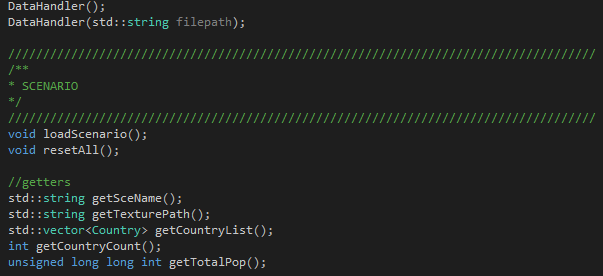 DataHandler();
DataHandler(std::string filepath);
////////////////////////////////////////////////////////////////////////////////////
/**
* SCENARIO
*/
////////////////////////////////////////////////////////////////////////////////////
void loadScenario();
void resetAll();
//getters
std::string getSceName();
std::string getTexturePath();
std::vector<Country> getCountryList();
int getCountryCount();
unsigned long long int getTotalPop();